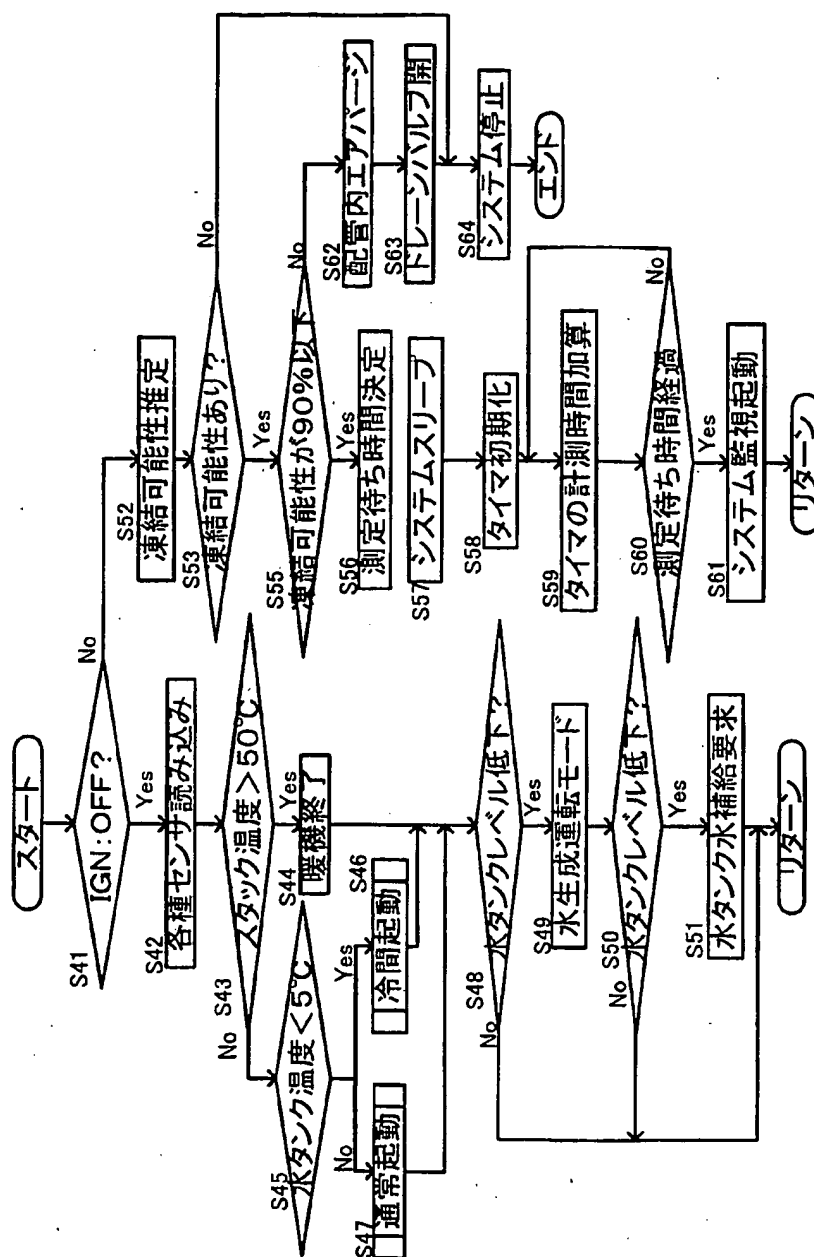 スタート
S41
IGN:OFF?
No
Yes
S42
各種センサ読み込み
S43
スタック温度>50℃
No
Yes
S44
暖機終了
S45
水タンク温度<5℃
No
Yes
S46
冷間起動
S47
通常起動
S48
水タンクレベル低下?
No
Yes
S49
水生成運転モード
S50
水タンクレベル低下?
No
Yes
S51
水タンク水補給要求
リターン
S52
凍結可能性推定
S53
凍結可能性あり?
No
Yes
S55
凍結可能性が90%以下
No
Yes
S56
測定待ち時間決定
S57
システムスリープ
S58
タイマ初期化
S59
タイマの計測時間加算
S60
測定待ち時間経過
No
Yes
S61
システム監視起動
リターン
S62
配管内エアパージ
S63
ドレーンバルブ開
S64
システム停止
エンド